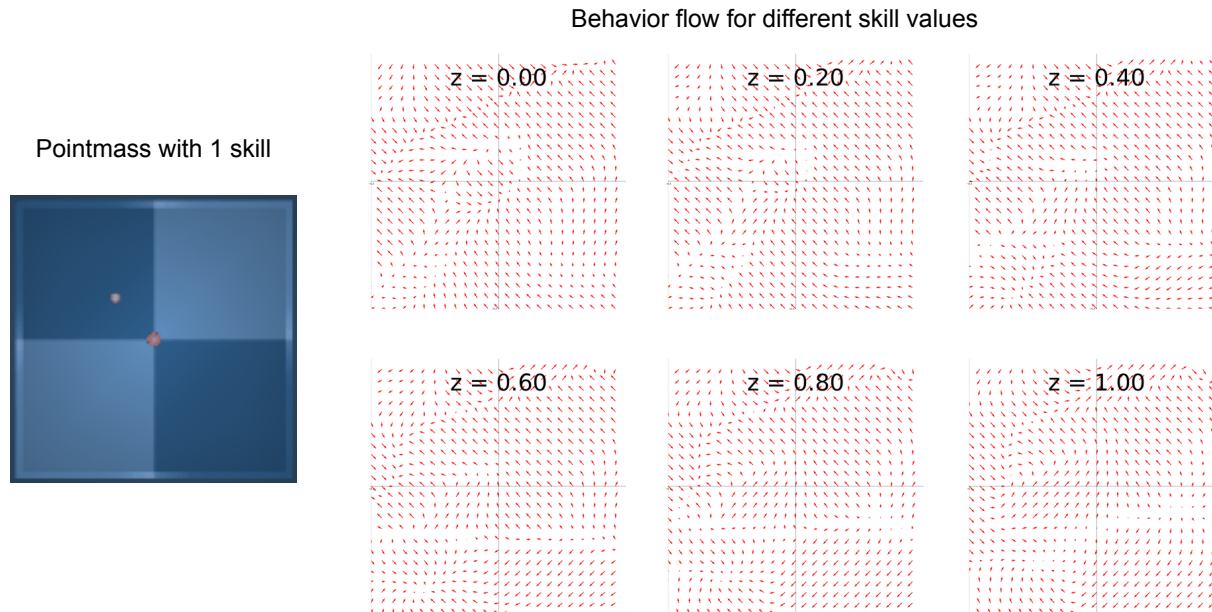 Behavior flow for different skill values
Pointmass with 1 skill
z = 0.00
z = 0.20
z = 0.40
z = 0.60
z = 0.80
z = 1.00